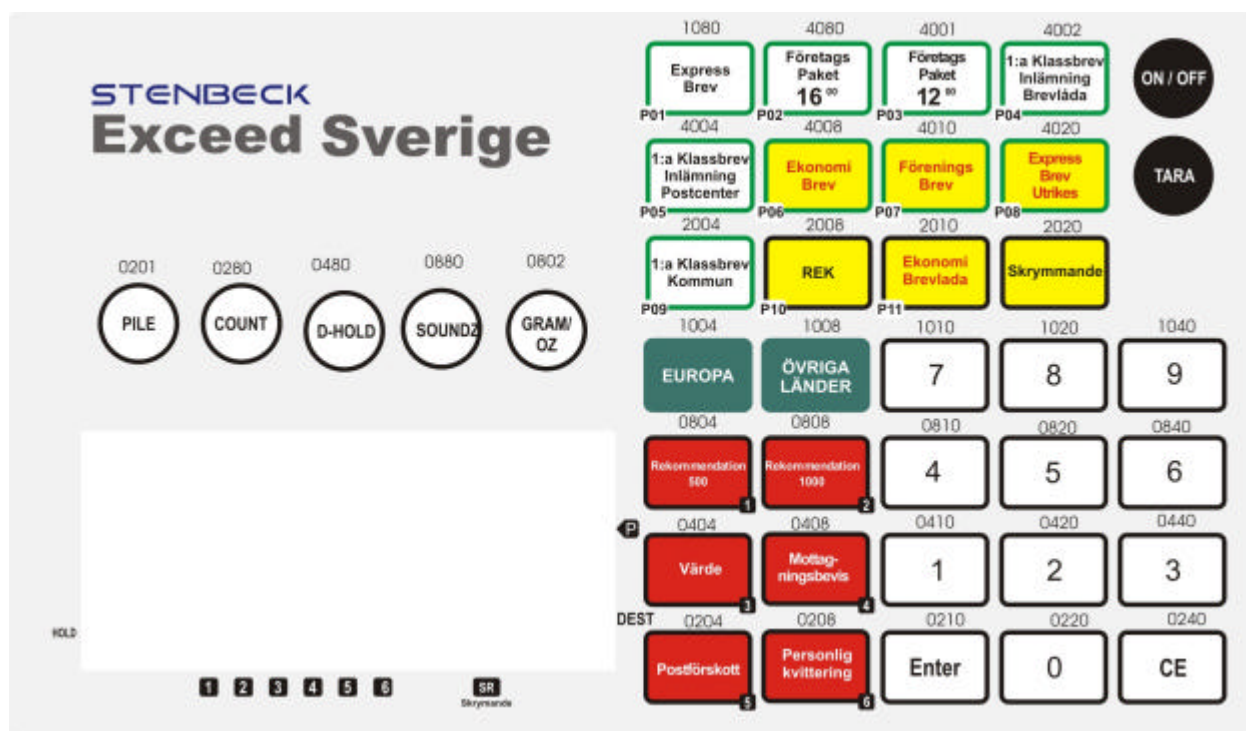 STENBECK
Exceed Sverige
1080 4080 4001 4002
Express
Brev
P01
Företags
Paket
16 00
P02
Företags
Paket
12 00
P03
1:a Klassbrev
Inlämning
Brevlåda
P04
ON / OFF
4004 4008 4010 4020
1:a Klassbrev
Inlämning
Postcenter
P05
Ekonomi
Brev
P06
Förenings
Brev
P07
Express
Brev
Utrikes
P08
TARA
2004 2008 2010 2020
1:a Klassbrev
Kommun
P09
REK
P10
Ekonomi
Brevlada
P11
Skrymmande
0201 0280 0480 0880 0802
PILE
COUNT
D-HOLD
SOUNDZ
GRAM/
OZ
1004 1008 1010 1020 1040
EUROPA
ÖVRIGA
LÄNDER
7 8 9
0804 0808 0810 0820 0840
Rekommendation
500
1
Rekommendation
1000
2
4 5 6
P
0404 0408 0410 0420 0440
Värde
3
Mottag-
ningsbevis
4
1 2 3
DEST
0204 0208 0210 0220 0240
Postförskott
5
Personlig
kvittering
6
Enter 0 CE
HOLD
1 2 3 4 5 6
SR
Skrymande